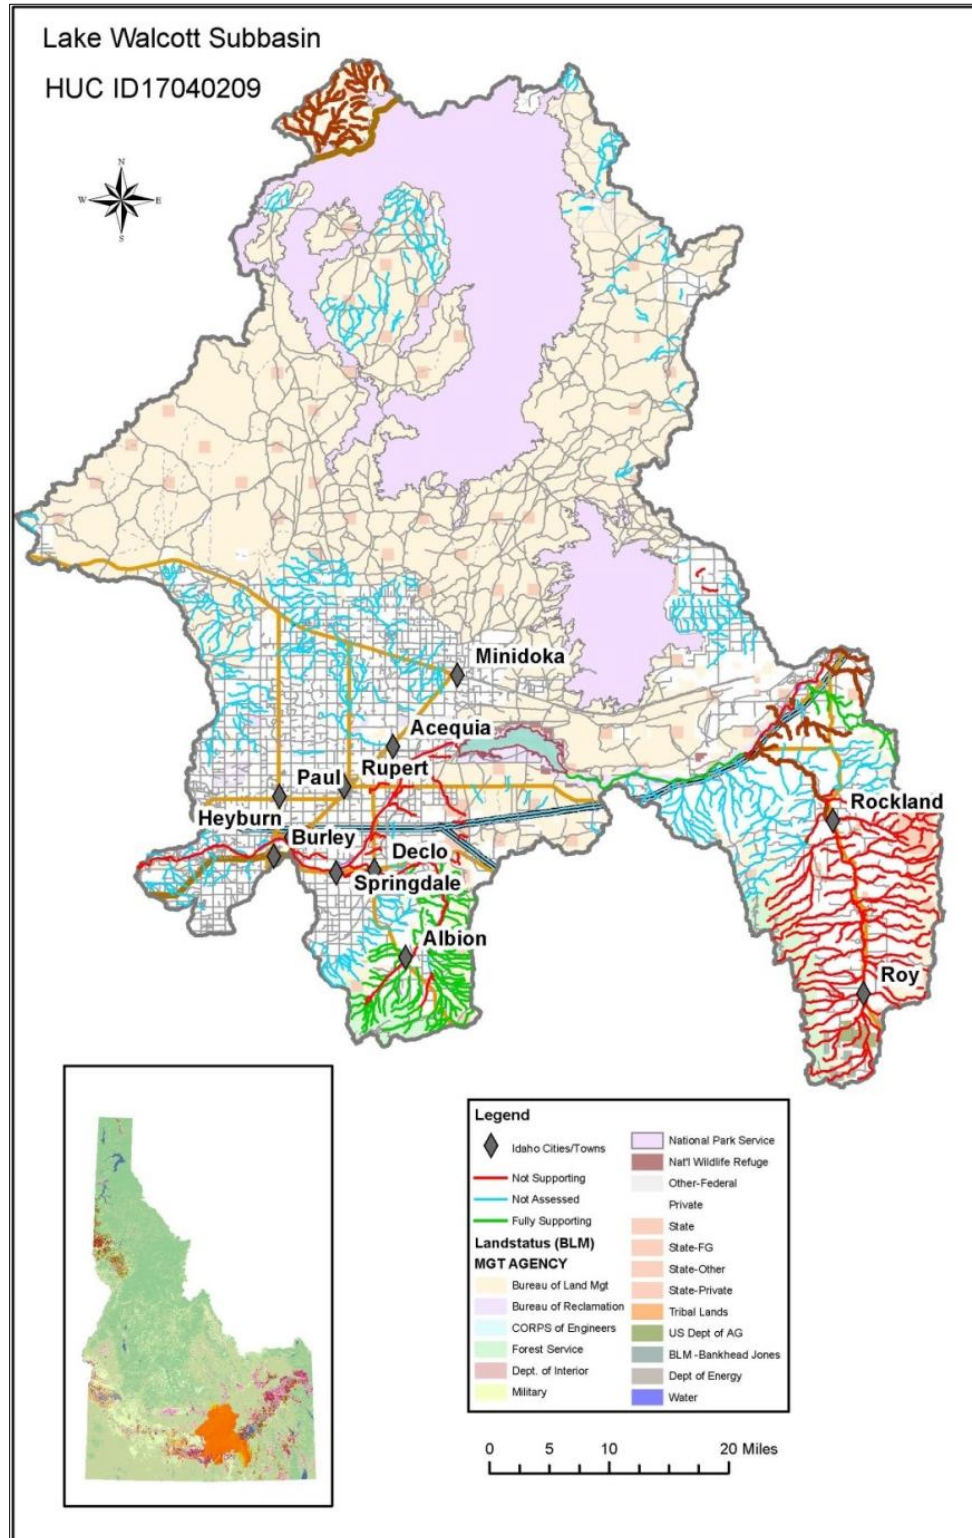 Lake Walcott Subbasin
HUC ID17040209
N
W
E
S
Minidoka
Acequia
Rupert
Paul
Heyburn
Burley
Declo
Springdale
Albion
Rockland
Roy
Legend
Idaho Cities/Towns
Not Supporting
Not Assessed
Fully Supporting
Landstatus (BLM)
MGT AGENCY
Bureau of Land Mgt
Bureau of Reclamation
CORPS of Engineers
Forest Service
Dept. of Interior
Military
National Park Service
Nat'l Wildlife Refuge
Other-Federal
Private
State
State-FG
State-Other
State-Private
Tribal Lands
US Dept of AG
BLM -Bankhead Jones
Dept of Energy
Water
0 5 10 20 Miles